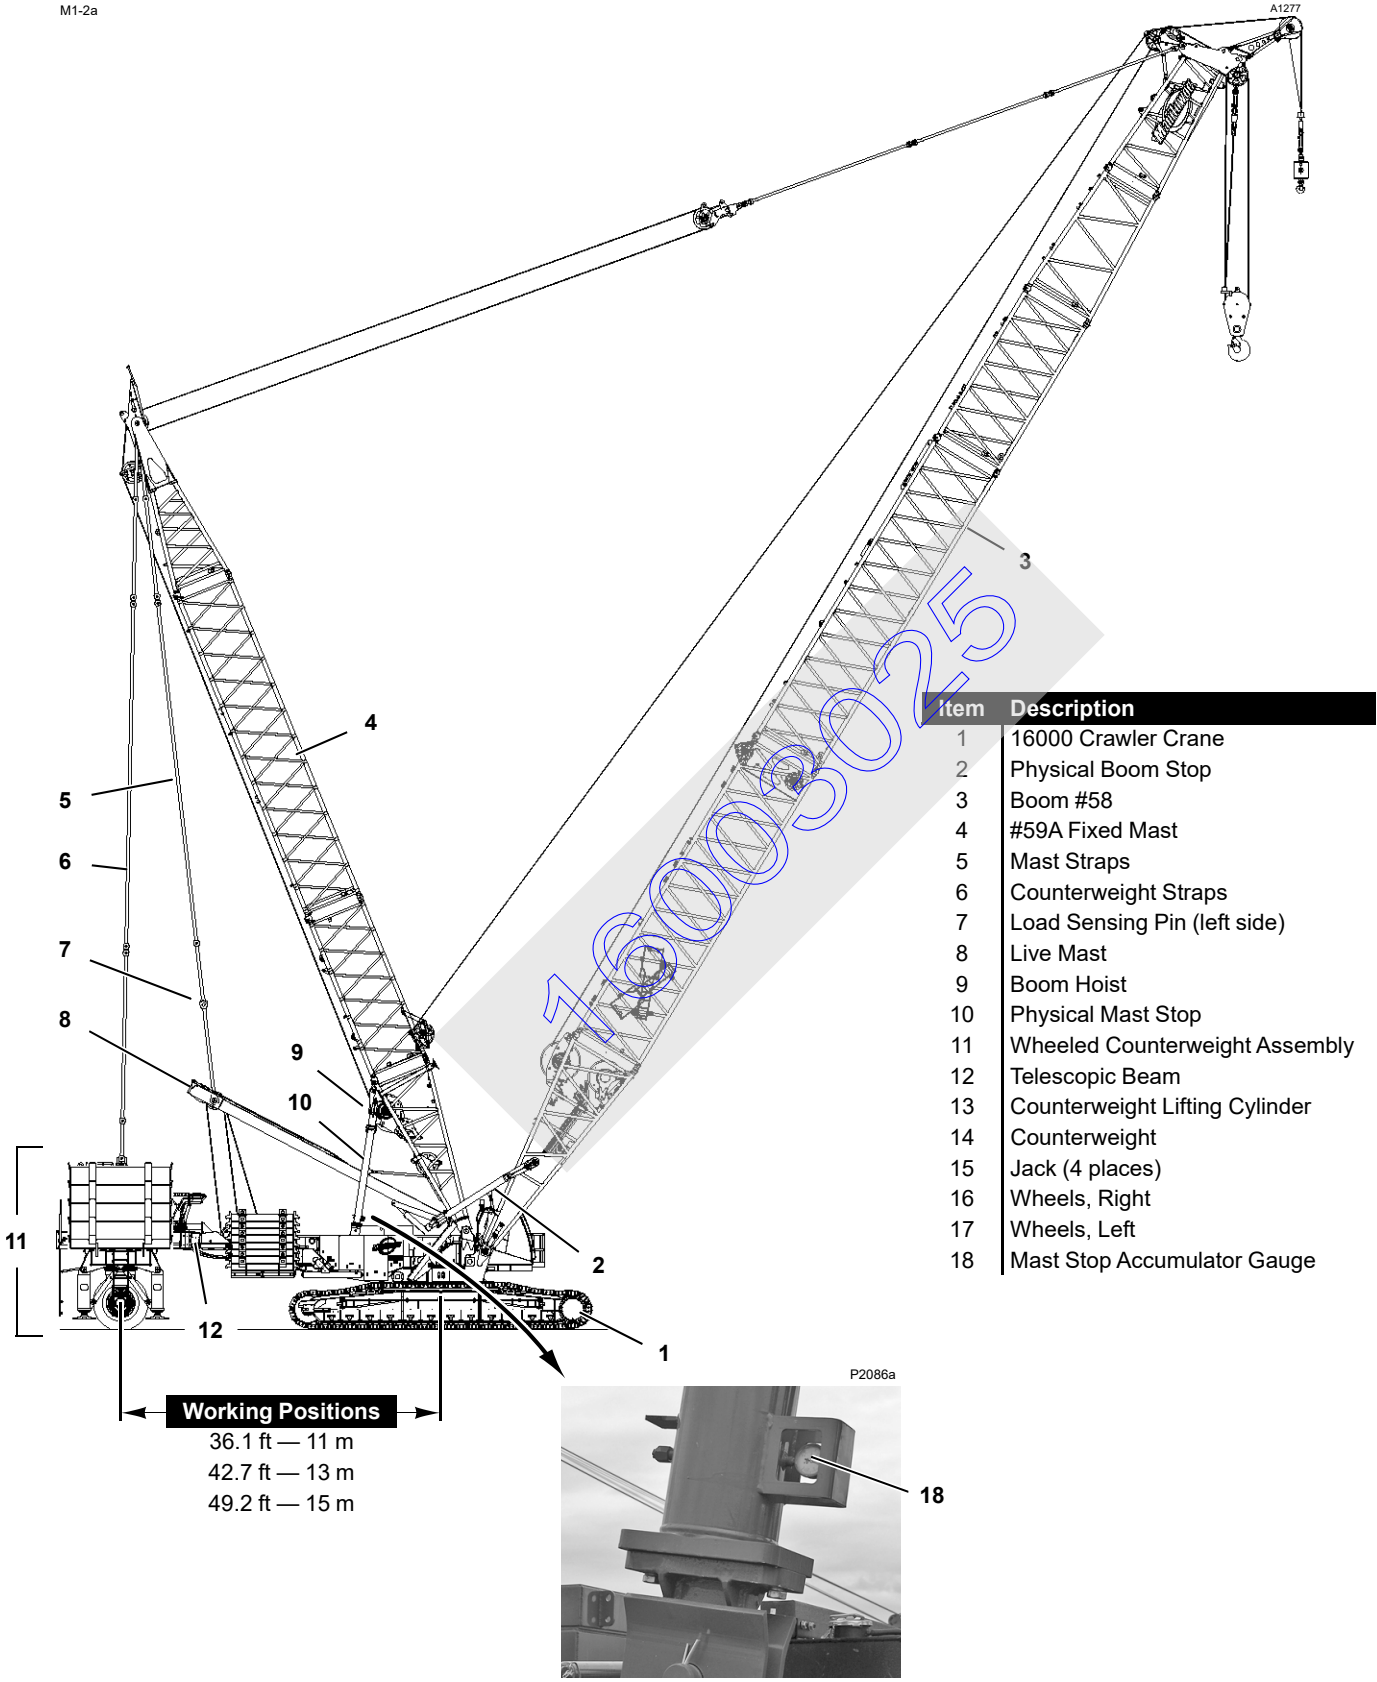 M1-2a
A1277
3
4
5
6
7
8
9
10
11
12
2
1
16003025
Item Description
1 16000 Crawler Crane
2 Physical Boom Stop
3 Boom #58
4 #59A Fixed Mast
5 Mast Straps
6 Counterweight Straps
7 Load Sensing Pin (left side)
8 Live Mast
9 Boom Hoist
10 Physical Mast Stop
11 Wheeled Counterweight Assembly
12 Telescopic Beam
13 Counterweight Lifting Cylinder
14 Counterweight
15 Jack (4 places)
16 Wheels, Right
17 Wheels, Left
18 Mast Stop Accumulator Gauge
Working Positions
36.1 ft — 11 m
42.7 ft — 13 m
49.2 ft — 15 m
P2086a
18